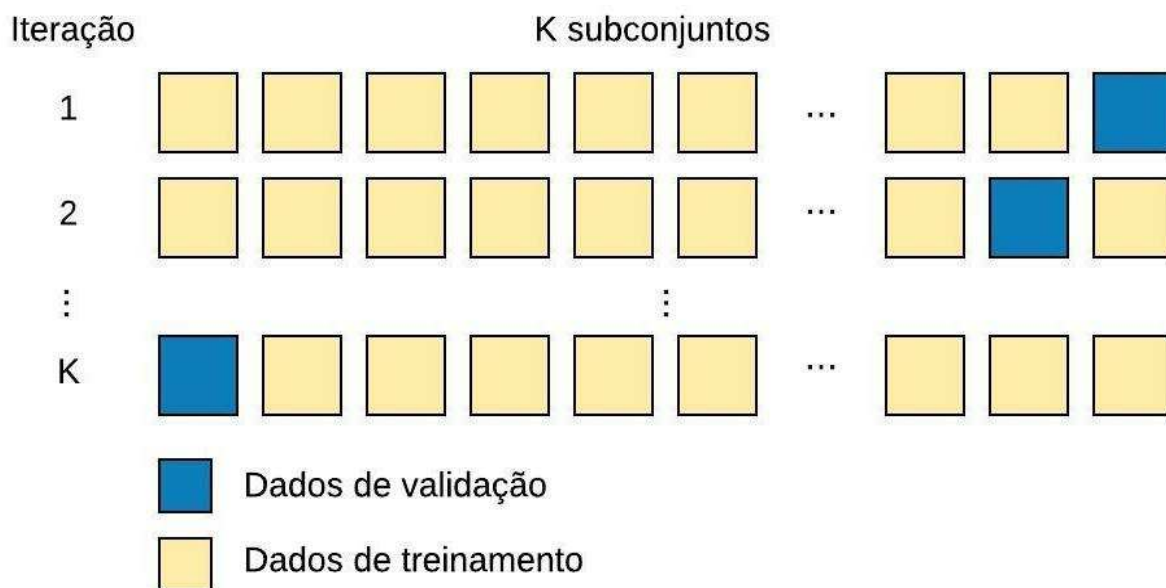 Iteração K subconjuntos
1 ...
2 ...
⋮ ⋮
K ...
Dados de validação
Dados de treinamento